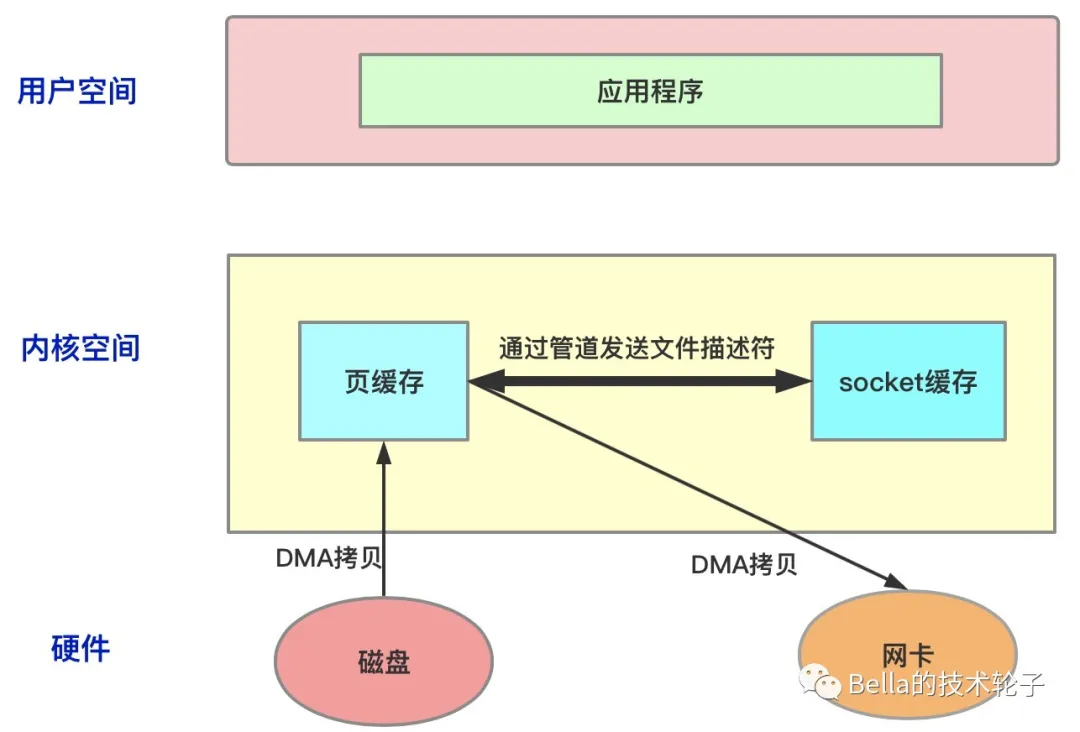 用户空间
应用程序
内核空间
通过管道发送文件描述符
页缓存
socket缓存
DMA拷贝
DMA拷贝
硬件
磁盘
网卡
Bella的技术轮子